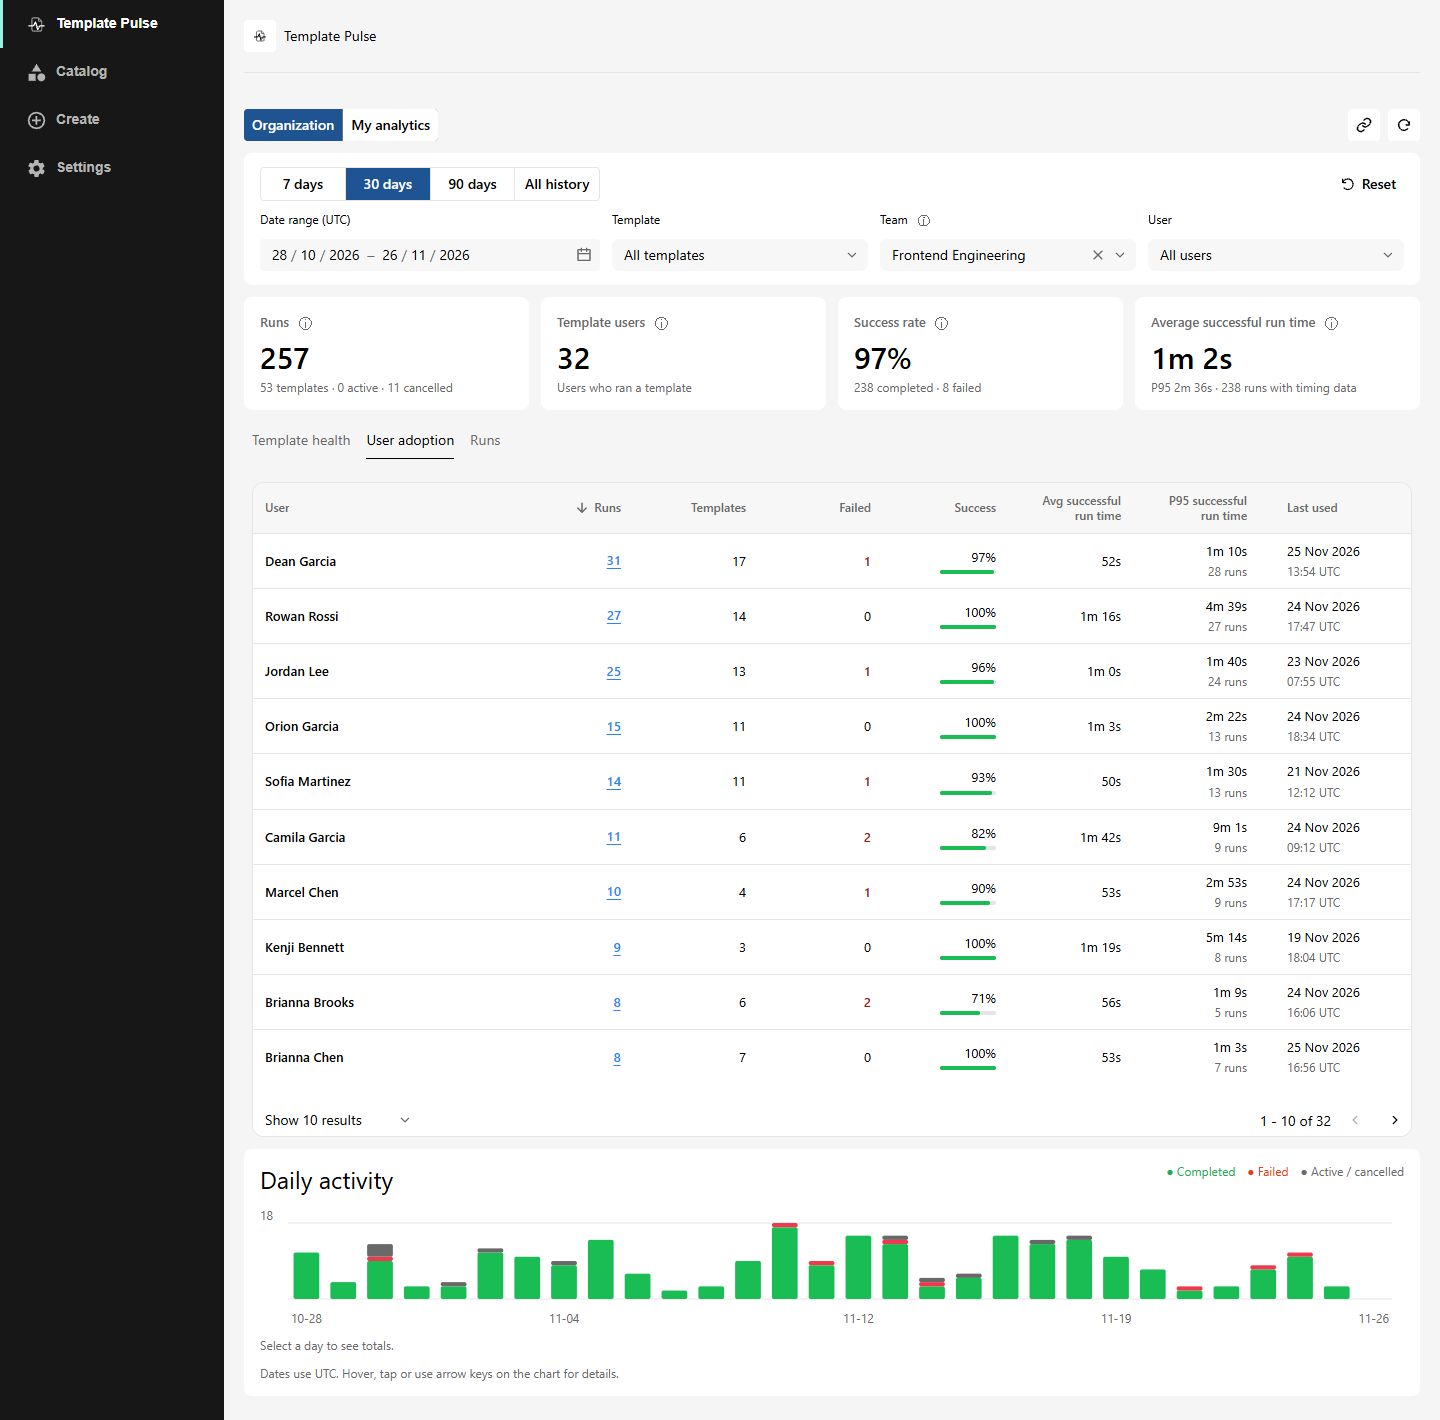 Template Pulse
Catalog
Create
Settings
Template Pulse
Organization My analytics
7 days 30 days 90 days All history Reset
Date range (UTC) Template Team User
28 / 10 / 2026 – 26 / 11 / 2026 All templates Frontend Engineering All users
Runs Template users Success rate Average successful run time
257 32 97% 1m 2s
53 templates · 0 active · 11 cancelled Users who ran a template 238 completed · 8 failed P95 2m 36s · 238 runs with timing data
Template health User adoption Runs
User Runs Templates Failed Success Avg successful run time P95 successful run time Last used
Dean Garcia 31 17 1 97% 52s 1m 10s 28 runs 25 Nov 2026 13:54 UTC
Rowan Rossi 27 14 0 100% 1m 16s 4m 39s 27 runs 24 Nov 2026 17:47 UTC
Jordan Lee 25 13 1 96% 1m 0s 1m 40s 24 runs 23 Nov 2026 07:55 UTC
Orion Garcia 15 11 0 100% 1m 3s 2m 22s 13 runs 24 Nov 2026 18:34 UTC
Sofia Martinez 14 11 1 93% 50s 1m 30s 13 runs 21 Nov 2026 12:12 UTC
Camila Garcia 11 6 2 82% 1m 42s 9m 1s 9 runs 24 Nov 2026 09:12 UTC
Marcel Chen 10 4 1 90% 53s 2m 53s 9 runs 24 Nov 2026 17:17 UTC
Kenji Bennett 9 3 0 100% 1m 19s 5m 14s 8 runs 19 Nov 2026 18:04 UTC
Brianna Brooks 8 6 2 71% 56s 1m 9s 5 runs 24 Nov 2026 16:06 UTC
Brianna Chen 8 7 0 100% 53s 1m 3s 7 runs 25 Nov 2026 16:56 UTC
Show 10 results 1 - 10 of 32
Daily activity Completed Failed Active / cancelled
18
10-28 11-04 11-12 11-19 11-26
Select a day to see totals.
Dates use UTC. Hover, tap or use arrow keys on the chart for details.